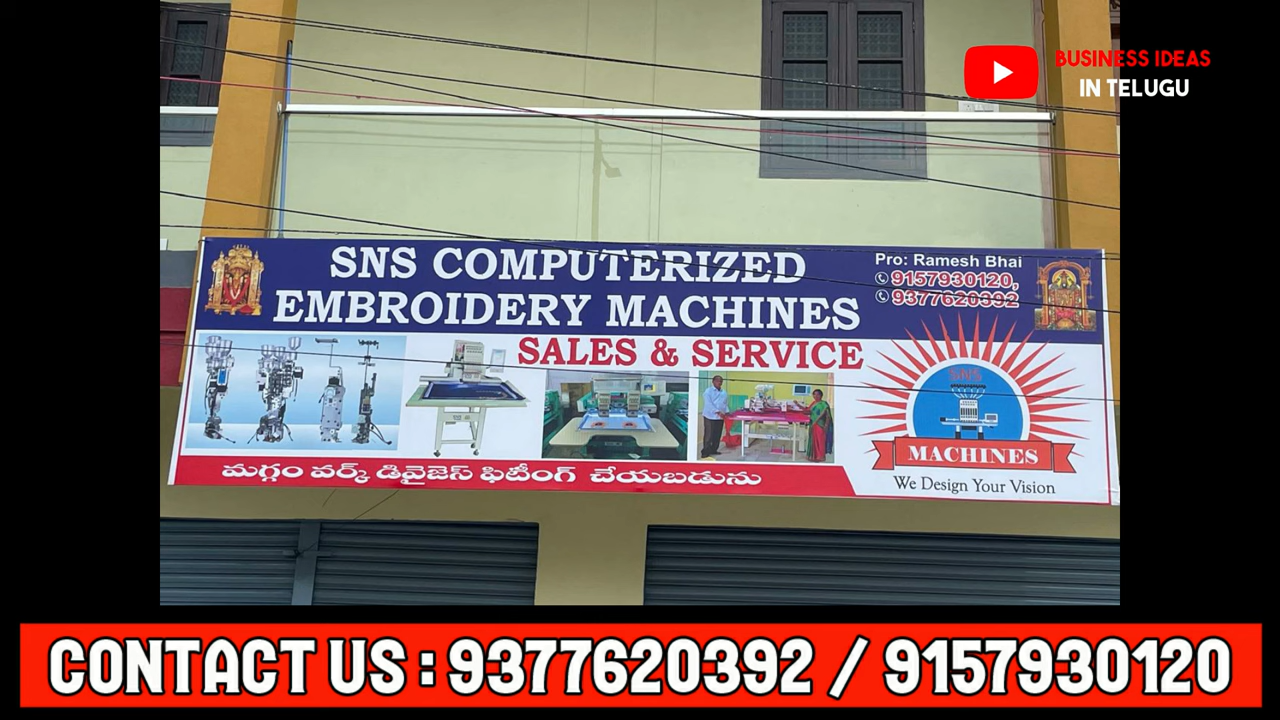 BUSINESS IDEAS
IN TELUGU
SNS COMPUTERIZED
EMBROIDERY MACHINES
SALES & SERVICE
Pro: Ramesh Bhai
9157930120,
9377620392
SNS
MACHINES
We Design Your Vision
మగ్గం వర్క్ డివైజెస్ ఫిటింగ్ చేయబడును
CONTACT US : 9377620392 / 9157930120